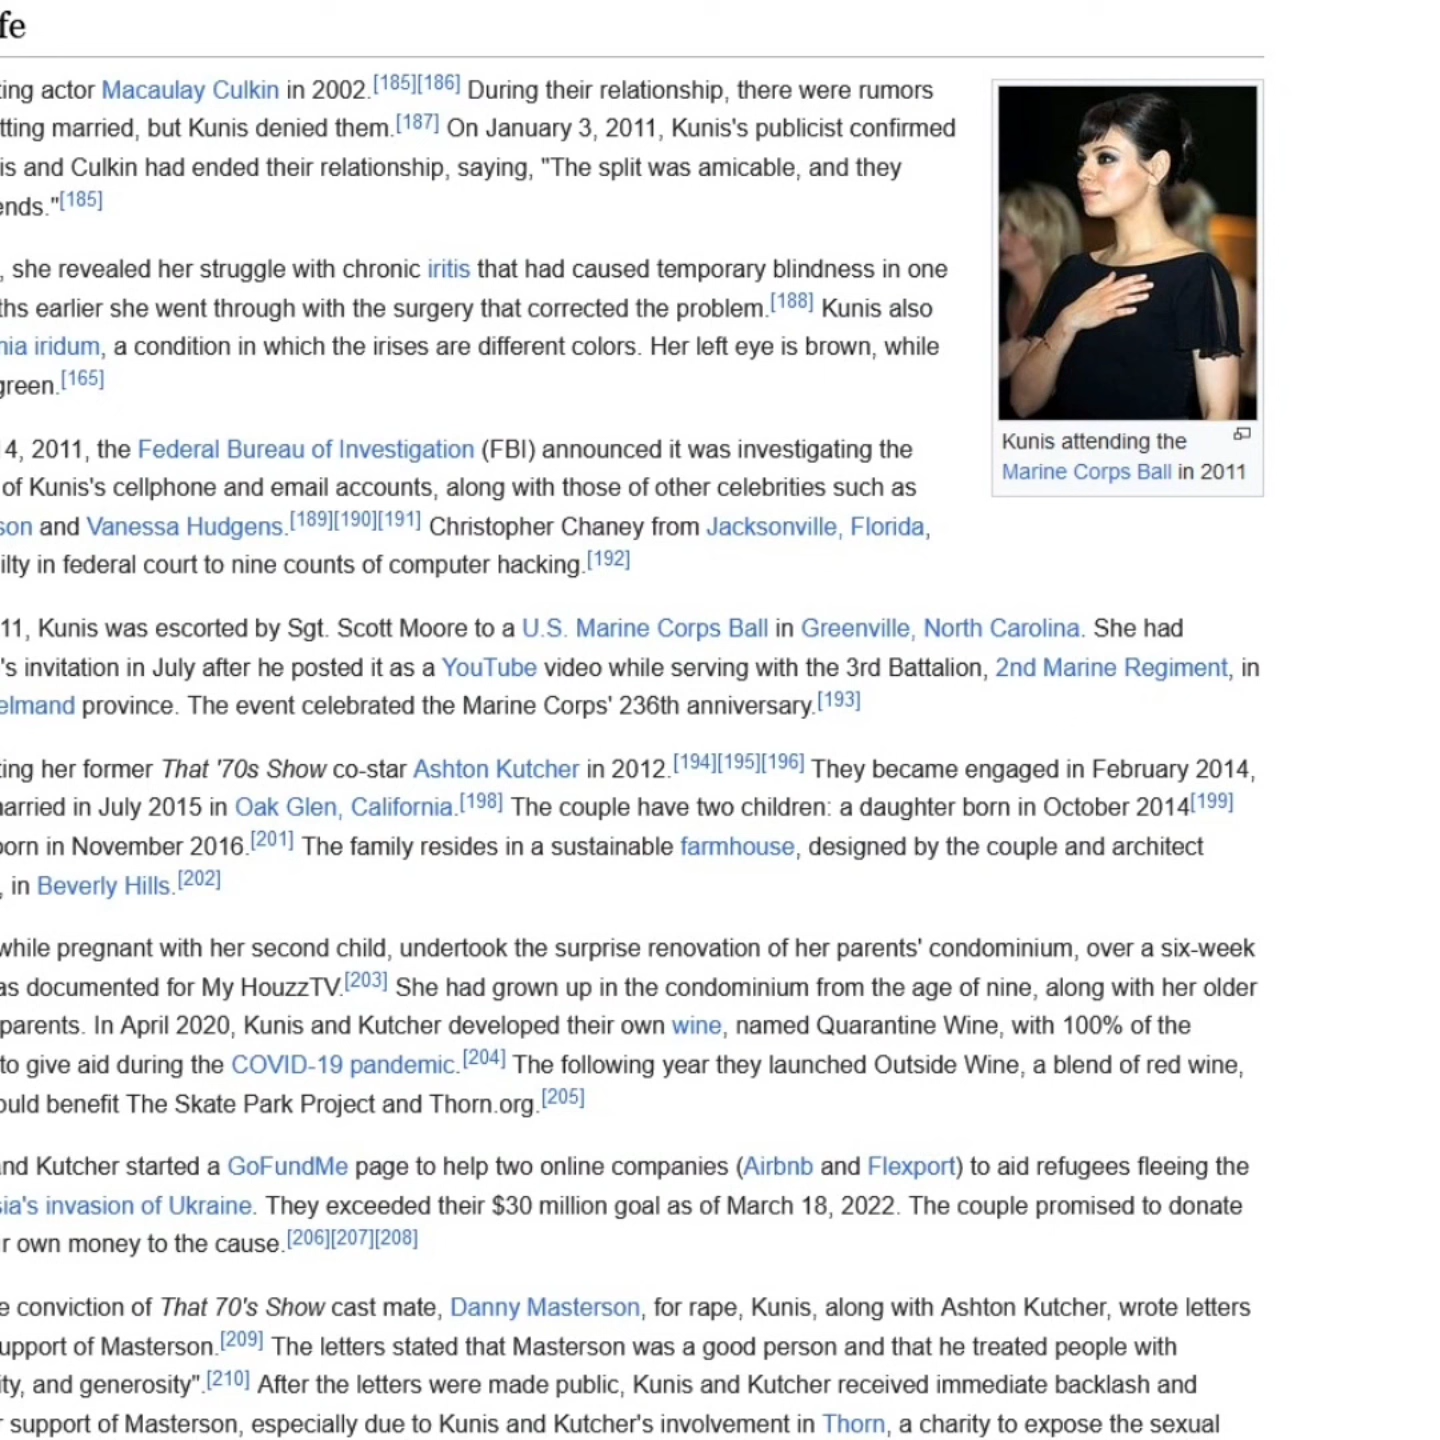 fe
ing actor Macaulay Culkin in 2002.[185][186] During their relationship, there were rumors
tting married, but Kunis denied them.[187] On January 3, 2011, Kunis's publicist confirmed
is and Culkin had ended their relationship, saying, "The split was amicable, and they
ends."[185]
, she revealed her struggle with chronic iritis that had caused temporary blindness in one
ths earlier she went through with the surgery that corrected the problem.[188] Kunis also
nia iridum, a condition in which the irises are different colors. Her left eye is brown, while
green.[165]
14, 2011, the Federal Bureau of Investigation (FBI) announced it was investigating the
of Kunis's cellphone and email accounts, along with those of other celebrities such as
son and Vanessa Hudgens.[189][190][191] Christopher Chaney from Jacksonville, Florida,
ilty in federal court to nine counts of computer hacking.[192]
Kunis attending the
Marine Corps Ball in 2011
11, Kunis was escorted by Sgt. Scott Moore to a U.S. Marine Corps Ball in Greenville, North Carolina. She had
's invitation in July after he posted it as a YouTube video while serving with the 3rd Battalion, 2nd Marine Regiment, in
elmand province. The event celebrated the Marine Corps' 236th anniversary.[193]
ting her former That '70s Show co-star Ashton Kutcher in 2012.[194][195][196] They became engaged in February 2014,
arried in July 2015 in Oak Glen, California.[198] The couple have two children: a daughter born in October 2014[199]
born in November 2016.[201] The family resides in a sustainable farmhouse, designed by the couple and architect
, in Beverly Hills.[202]
while pregnant with her second child, undertook the surprise renovation of her parents' condominium, over a six-week
as documented for My HouzzTV.[203] She had grown up in the condominium from the age of nine, along with her older
parents. In April 2020, Kunis and Kutcher developed their own wine, named Quarantine Wine, with 100% of the
to give aid during the COVID-19 pandemic.[204] The following year they launched Outside Wine, a blend of red wine,
ould benefit The Skate Park Project and Thorn.org.[205]
and Kutcher started a GoFundMe page to help two online companies (Airbnb and Flexport) to aid refugees fleeing the
sia's invasion of Ukraine. They exceeded their $30 million goal as of March 18, 2022. The couple promised to donate
r own money to the cause.[206][207][208]
e conviction of That 70's Show cast mate, Danny Masterson, for rape, Kunis, along with Ashton Kutcher, wrote letters
upport of Masterson.[209] The letters stated that Masterson was a good person and that he treated people with
ity, and generosity".[210] After the letters were made public, Kunis and Kutcher received immediate backlash and
r support of Masterson, especially due to Kunis and Kutcher's involvement in Thorn, a charity to expose the sexual